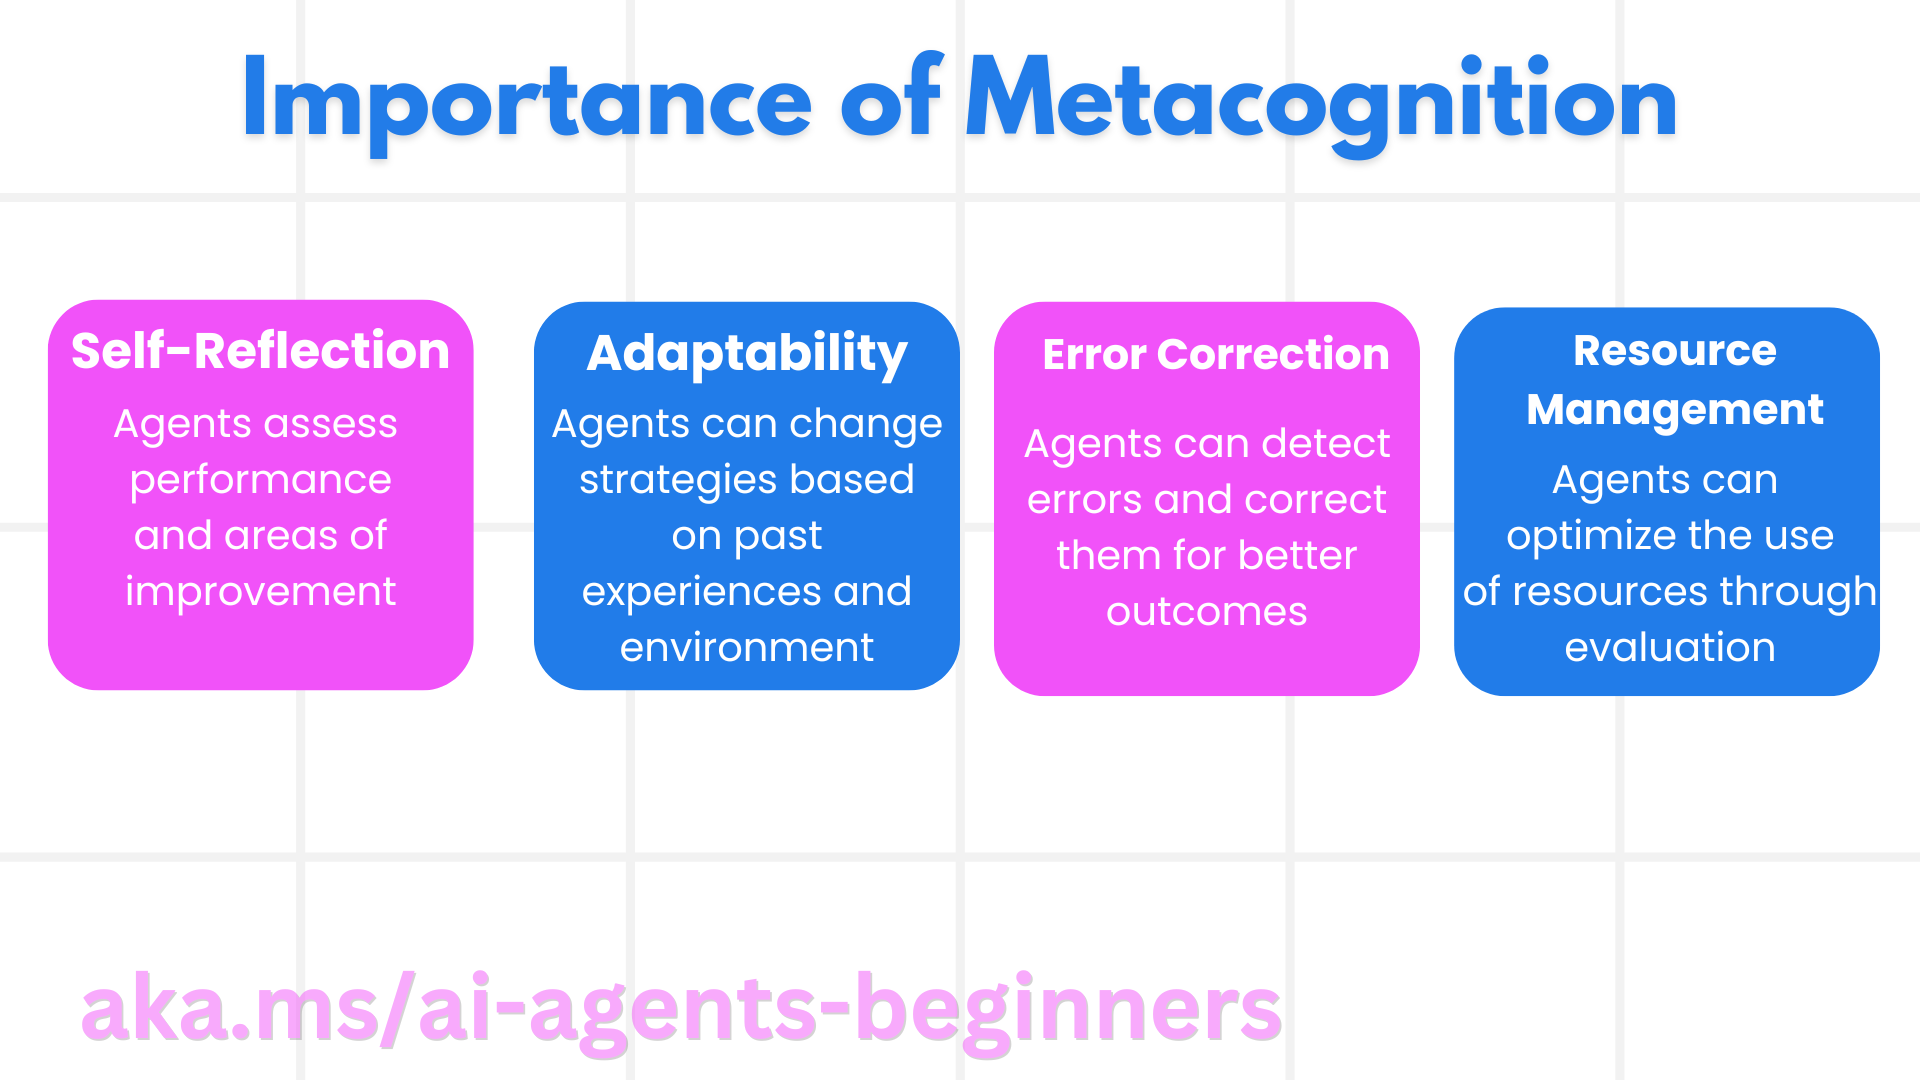 Importance of Metacognition
Self-Reflection
Agents assess
performance
and areas of
improvement
Adaptability
Agents can change
strategies based
on past
experiences and
environment
Error Correction
Agents can detect
errors and correct
them for better
outcomes
Resource
Management
Agents can
optimize the use
of resources through
evaluation
aka.ms/ai-agents-beginners